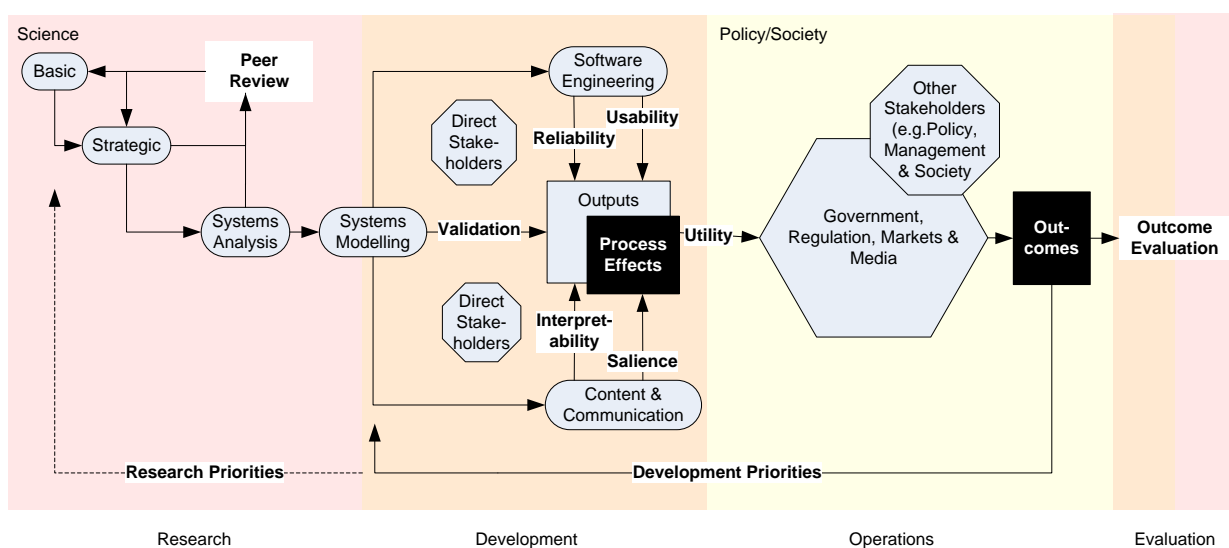 Science
Basic
Peer
Review
Strategic
Systems
Analysis
Systems
Modelling
Software
Engineering
Direct
Stake-
holders
Reliability
Usability
Validation
Outputs
Process
Effects
Utility
Direct
Stake-
holders
Interpret-
ability
Salience
Content &
Communication
Policy/Society
Other
Stakeholders
(e.g.Policy,
Management
& Society
Government,
Regulation, Markets &
Media
Out-
comes
Outcome
Evaluation
Research Priorities
Development Priorities
Research
Development
Operations
Evaluation